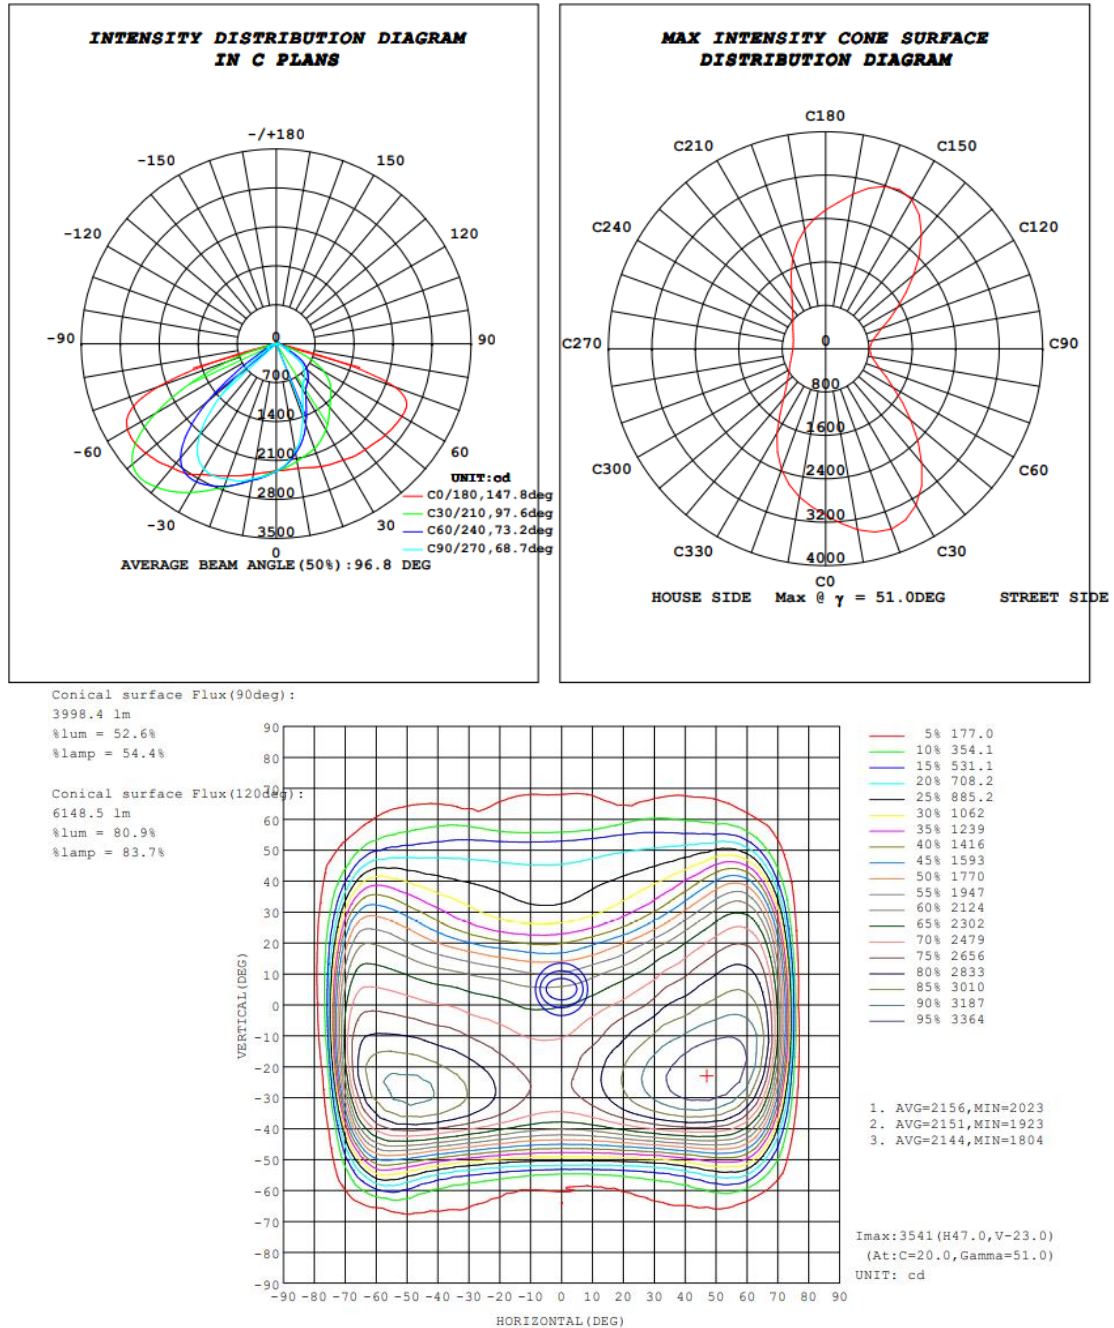 INTENSITY DISTRIBUTION DIAGRAM
IN C PLANS
-/+180
-150
150
-120
120
-90
90
0
700
1400
2100
2800
3500
-60
60
-30
30
0
UNIT:cd
C0/180,147.8deg
C30/210,97.6deg
C60/240,73.2deg
C90/270,68.7deg
AVERAGE BEAM ANGLE(50%):96.8 DEG
MAX INTENSITY CONE SURFACE
DISTRIBUTION DIAGRAM
C180
C210
C150
C240
C120
C270
C90
0
800
1600
2400
3200
4000
C300
C60
C330
C30
C0
HOUSE SIDE Max @ γ = 51.0DEG STREET SIDE
Conical surface Flux(90deg):
3998.4 lm
%lum = 52.6%
%lamp = 54.4%
Conical surface Flux(120deg):
6148.5 lm
%lum = 80.9%
%lamp = 83.7%
90
80
70
60
50
40
30
20
10
0
-10
-20
-30
-40
-50
-60
-70
-80
-90
VERTICAL(DEG)
-90 -80 -70 -60 -50 -40 -30 -20 -10 0 10 20 30 40 50 60 70 80 90
HORIZONTAL(DEG)
5% 177.0
10% 354.1
15% 531.1
20% 708.2
25% 885.2
30% 1062
35% 1239
40% 1416
45% 1593
50% 1770
55% 1947
60% 2124
65% 2302
70% 2479
75% 2656
80% 2833
85% 3010
90% 3187
95% 3364
1. AVG=2156,MIN=2023
2. AVG=2151,MIN=1923
3. AVG=2144,MIN=1804
Imax:3541(H47.0,V-23.0)
(At:C=20.0,Gamma=51.0)
UNIT: cd